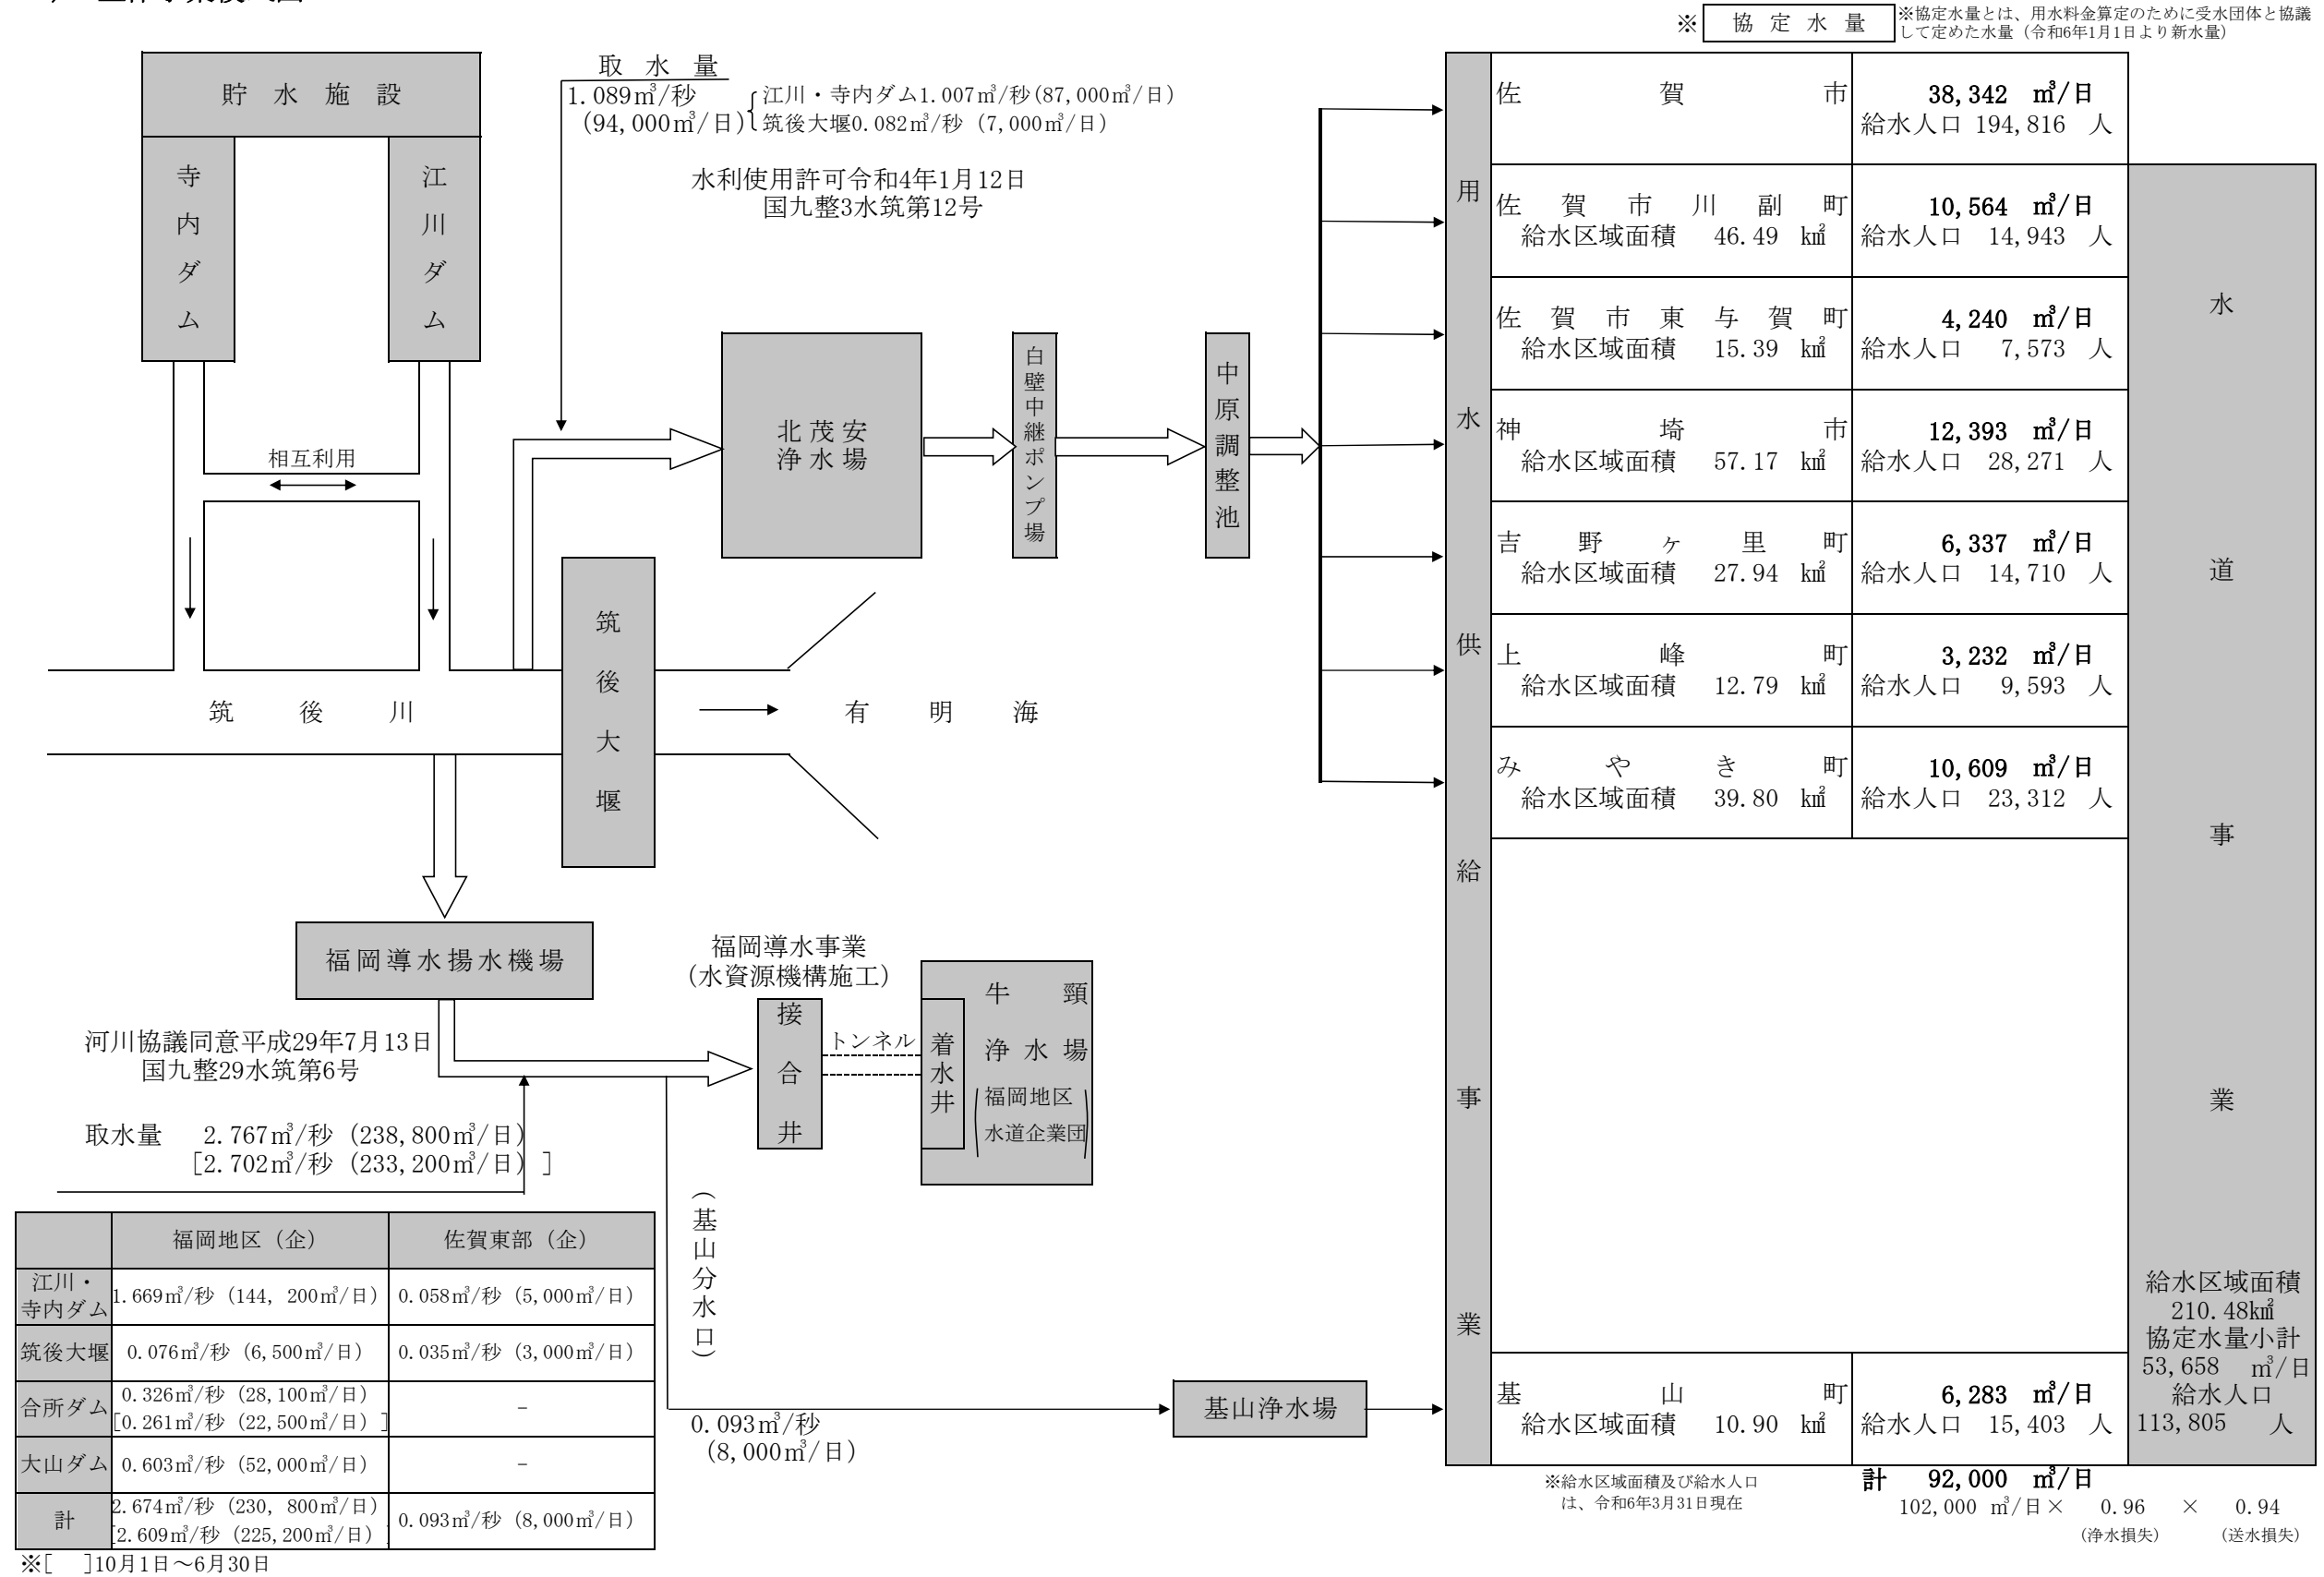 ※ 協定水量
※協定水量とは、用水料金算定のために受水団体と協議
して定めた水量（令和6年1月1日より新水量）
貯水施設
寺内ダム
江川ダム
相互利用
取水量
1.089㎥/秒
(94,000㎥/日)
江川・寺内ダム1.007㎥/秒(87,000㎥/日)
筑後大堰0.082㎥/秒（7,000㎥/日）
水利使用許可令和4年1月12日
国九整3水筑第12号
北茂安
浄水場
白壁中継ポンプ場
中原調整池
筑後川
筑後大堰
有明海
用水供給事業
佐賀市
38,342 ㎥/日
給水人口 194,816 人
佐賀市川副町
給水区域面積 46.49 ㎢
10,564 ㎥/日
給水人口 14,943 人
佐賀市東与賀町
給水区域面積 15.39 ㎢
4,240 ㎥/日
給水人口 7,573 人
神埼市
給水区域面積 57.17 ㎢
12,393 ㎥/日
給水人口 28,271 人
吉野ヶ里町
給水区域面積 27.94 ㎢
6,337 ㎥/日
給水人口 14,710 人
上峰町
給水区域面積 12.79 ㎢
3,232 ㎥/日
給水人口 9,593 人
みやき町
給水区域面積 39.80 ㎢
10,609 ㎥/日
給水人口 23,312 人
基山町
給水区域面積 10.90 ㎢
6,283 ㎥/日
給水人口 15,403 人
水道事業
給水区域面積
210.48㎢
協定水量小計
53,658 ㎥/日
給水人口
113,805 人
計 92,000 ㎥/日
102,000 ㎥/日× 0.96 × 0.94
（浄水損失） （送水損失）
※給水区域面積及び給水人口
は、令和6年3月31日現在
福岡導水揚水機場
福岡導水事業
（水資源機構施工）
接合井
トンネル
着水井
牛頸
浄水場
（福岡地区
水道企業団）
河川協議同意平成29年7月13日
国九整29水筑第6号
取水量 2.767㎥/秒（238,800㎥/日）
[2.702㎥/秒（233,200㎥/日）]
（基山分水口）
0.093㎥/秒
（8,000㎥/日）
基山浄水場
福岡地区（企） 佐賀東部（企）
江川・
寺内ダム
1.669㎥/秒（144, 200㎥/日） 0.058㎥/秒（5,000㎥/日）
筑後大堰 0.076㎥/秒（6,500㎥/日） 0.035㎥/秒（3,000㎥/日）
合所ダム 0.326㎥/秒（28,100㎥/日） －
[0.261㎥/秒（22,500㎥/日）]
大山ダム 0.603㎥/秒（52,000㎥/日） －
計 2.674㎥/秒（230, 800㎥/日） 0.093㎥/秒（8,000㎥/日）
[2.609㎥/秒（225,200㎥/日）]
※[ ]10月1日～6月30日